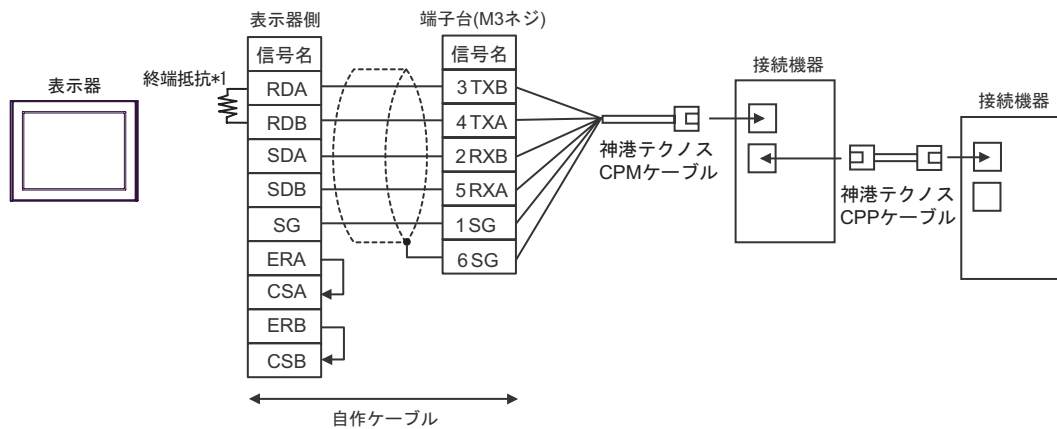 表示器
終端抵抗*1
表示器側
信号名
RDA
RDB
SDA
SDB
SG
ERA
CSA
ERB
CSB
端子台(M3ネジ)
信号名
3 TXB
4 TXA
2 RXB
5 RXA
1 SG
6 SG
自作ケーブル
神港テクノス
CPMケーブル
接続機器
神港テクノス
CPPケーブル
接続機器